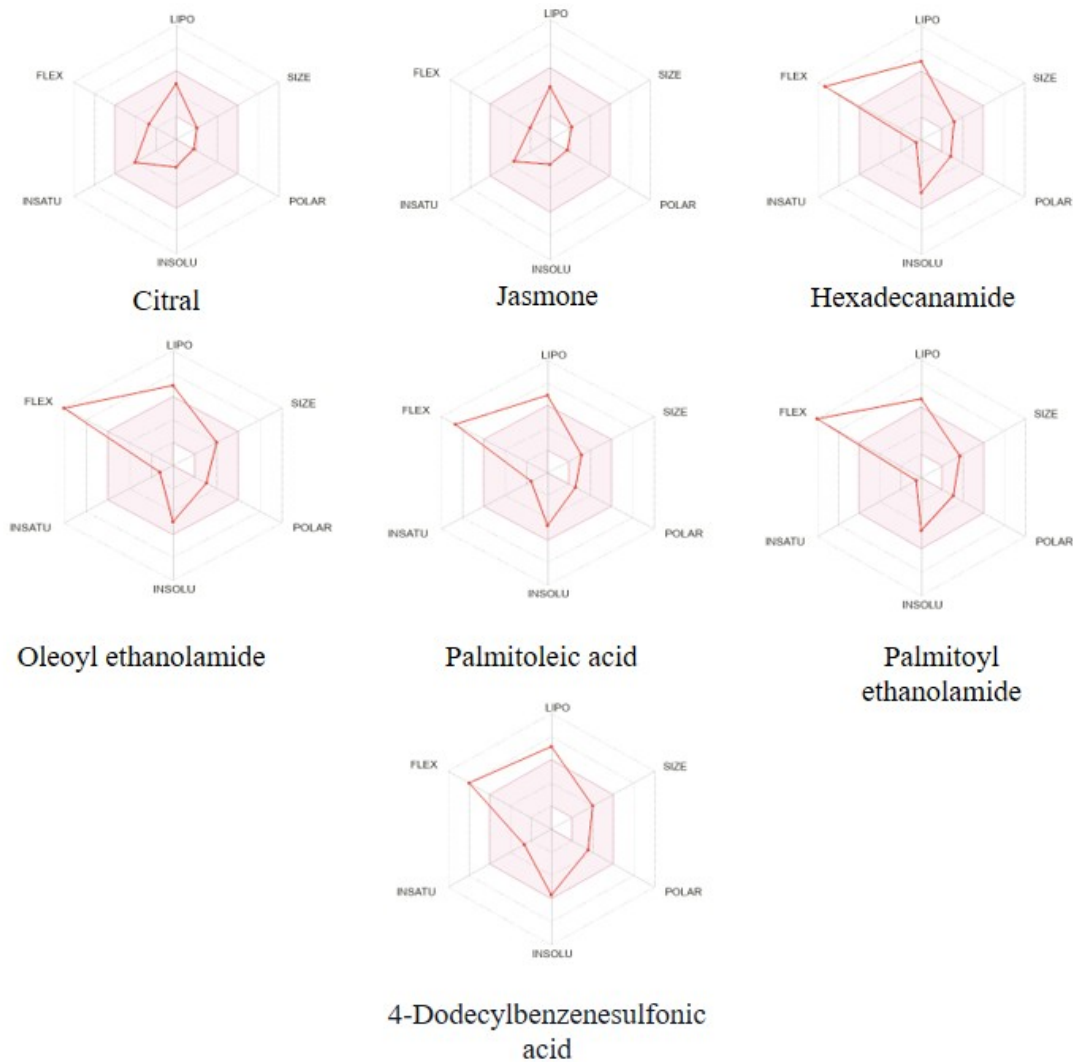 LIPO
FLEX
SIZE
INSATU
POLAR
INSOLU
Citral
LIPO
FLEX
SIZE
INSATU
POLAR
INSOLU
Jasmone
LIPO
FLEX
SIZE
INSATU
POLAR
INSOLU
Hexadecanamide
LIPO
FLEX
SIZE
INSATU
POLAR
INSOLU
Oleoyl ethanolamide
LIPO
FLEX
SIZE
INSATU
POLAR
INSOLU
Palmitoleic acid
LIPO
FLEX
SIZE
INSATU
POLAR
INSOLU
Palmitoyl
ethanolamide
LIPO
FLEX
SIZE
INSATU
POLAR
INSOLU
4-Dodecylbenzenesulfonic
acid